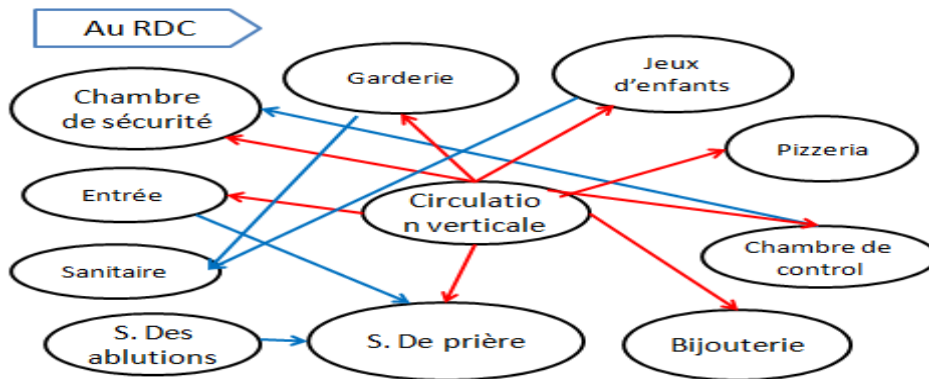 Au RDC
Garderie
Jeux
d'enfants
Chambre
de sécurité
Pizzeria
Entrée
Circulatio
n verticale
Chambre de
control
Sanitaire
S. Des
ablutions
S. De prière
Bijouterie